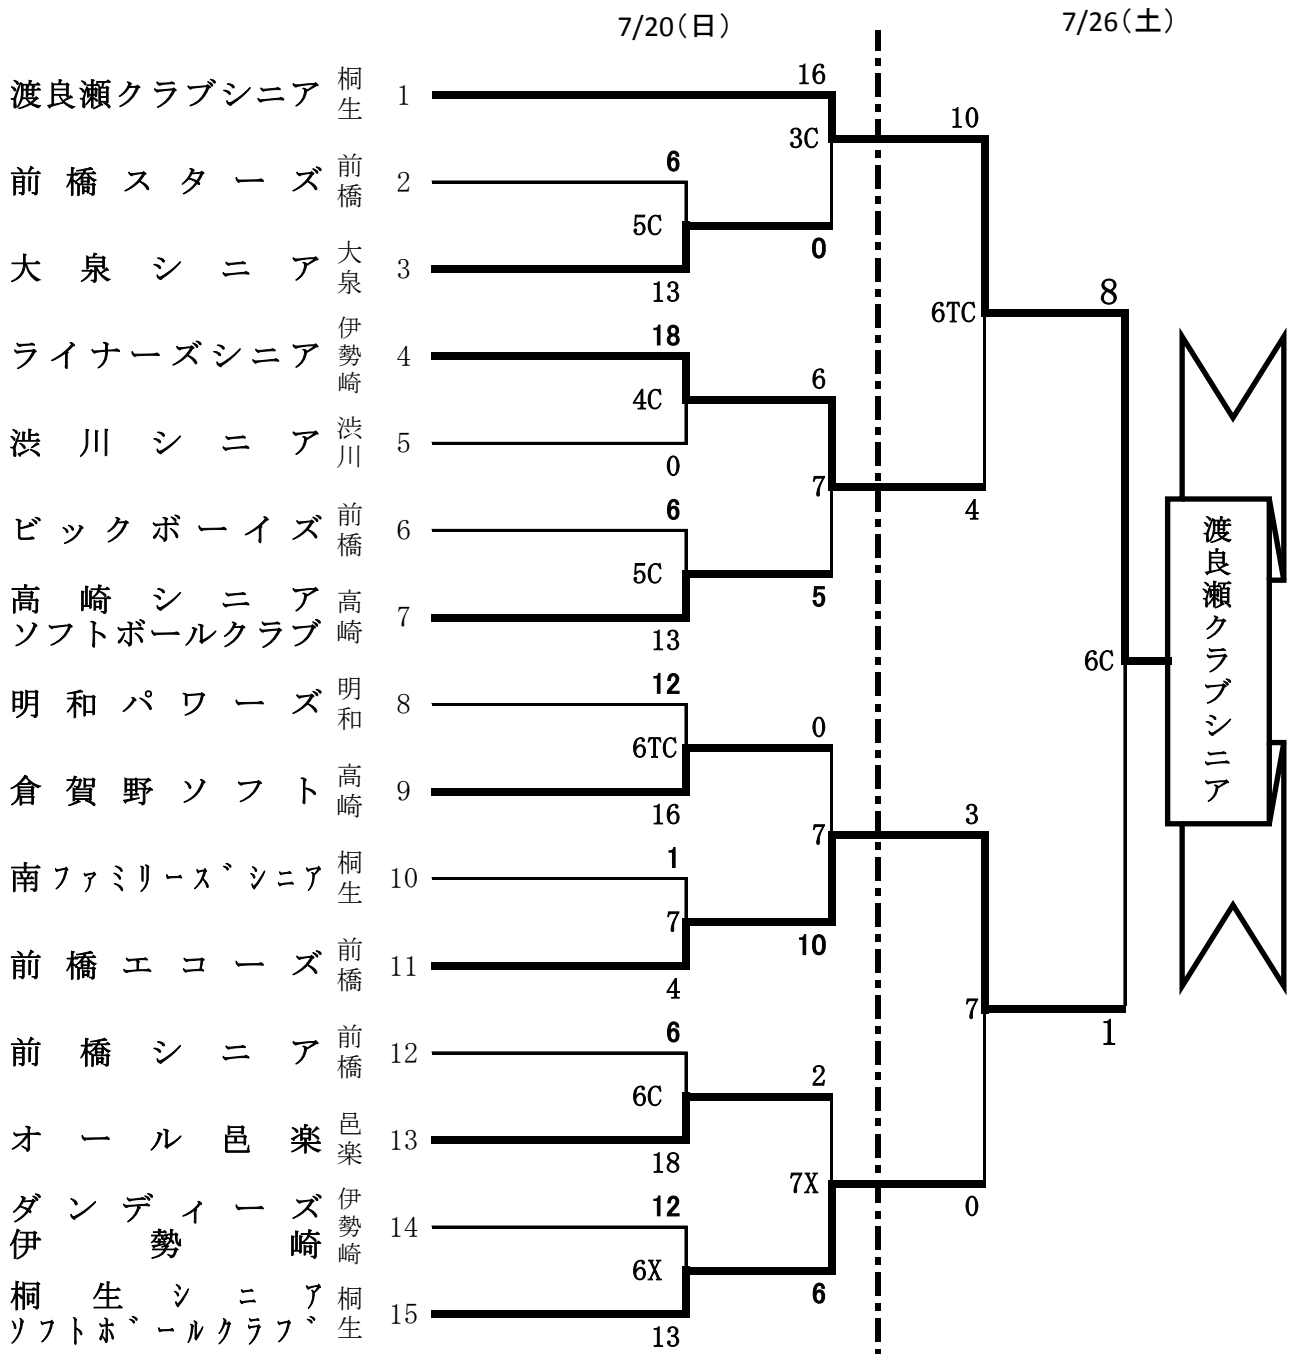 7/20(日)
7/26(土)
渡良瀬クラブシニア 桐生 1
前橋スターズ 前橋 2
大泉シニア 大泉 3
ライナーズシニア 伊勢崎 4
渋川シニア 渋川 5
ビックボーイズ 前橋 6
高崎シニア
ソフトボールクラブ 高崎 7
明和パワーズ 明和 8
倉賀野ソフト 高崎 9
南ファミリーズシニア 桐生 10
前橋エコーズ 前橋 11
前橋シニア 前橋 12
オール邑楽 邑楽 13
ダンディーズ
伊勢崎 伊勢崎 14
桐生シニア
ソフトボールクラブ 桐生 15
6
5C
13
18
4C
0
6
5C
13
12
6TC
16
1
7
4
6
6C
18
12
6X
13
16
3C
0
6
7
5
0
7
10
2
7X
6
10
6TC
4
3
7
0
8
6C
1
渡良瀬クラブシニア